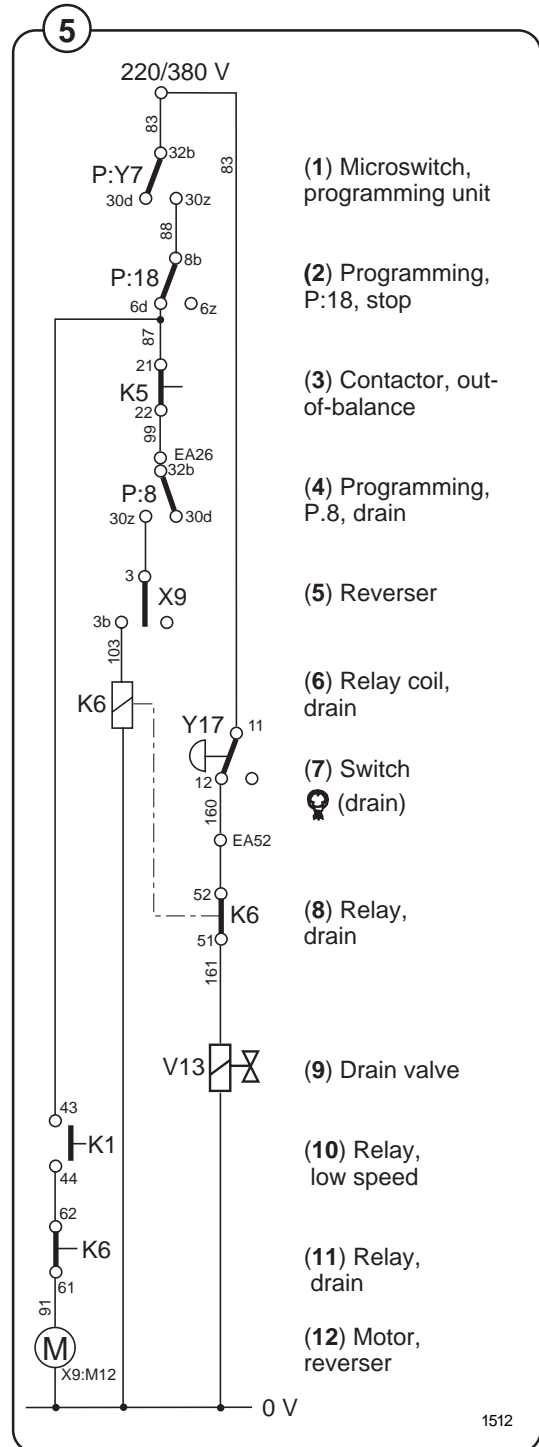 5
220/380 V
83
83
32b
P:Y7
30d
30z
(1) Microswitch,
programming unit
88
8b
P:18
6d
6z
(2) Programming,
P:18, stop
87
21
K5
22
99
(3) Contactor, out-
of-balance
EA26
32b
P:8
30z
30d
(4) Programming,
P.8, drain
3
X9
3b
(5) Reverser
103
K6
(6) Relay coil,
drain
Y17
11
12
(7) Switch
(drain)
160
EA52
52
K6
51
(8) Relay,
drain
161
V13
(9) Drain valve
43
K1
44
(10) Relay,
low speed
62
K6
61
(11) Relay,
drain
91
M
X9:M12
(12) Motor,
reverser
0 V
1512